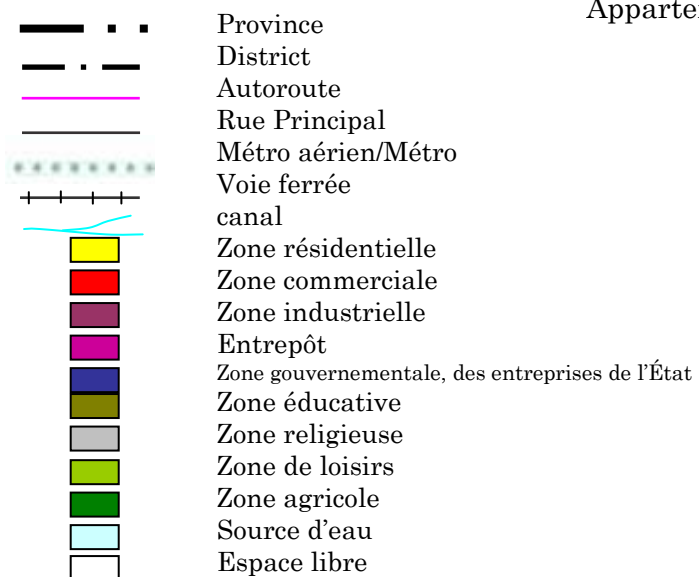 Province
District
Autoroute
Rue Principal
Métro aérien/Métro
Voie ferrée
canal
Zone résidentielle
Zone commerciale
Zone industrielle
Entrepôt
Zone gouvernementale, des entreprises de l’État
Zone éducative
Zone religieuse
Zone de loisirs
Zone agricole
Source d'eau
Espace libre